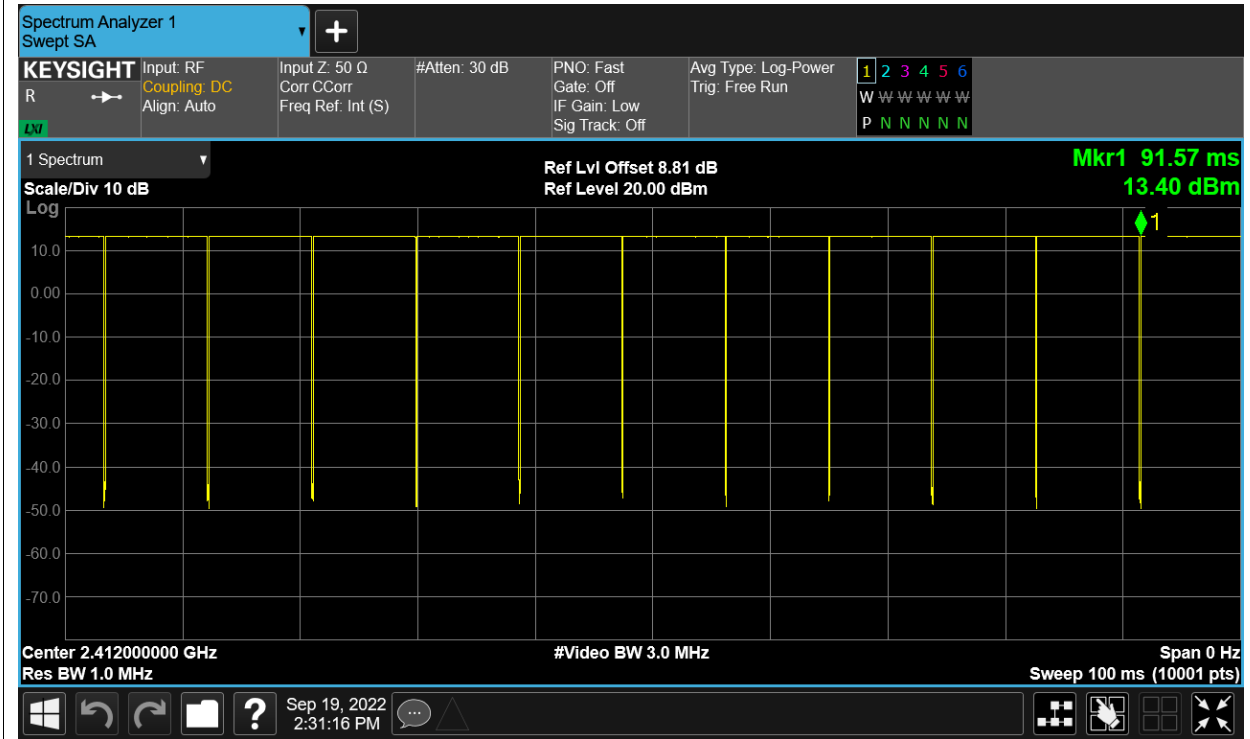 Spectrum Analyzer 1
Swept SA
KEYSIGHT
R
LXI
Input: RF
Coupling: DC
Align: Auto
Input Z: 50 Ω
Corr CCorr
Freq Ref: Int (S)
#Atten: 30 dB
PNO: Fast
Gate: Off
IF Gain: Low
Sig Track: Off
Avg Type: Log-Power
Trig: Free Run
1 2 3 4 5 6
W W W W W W
P N N N N N
1 Spectrum
Scale/Div 10 dB
Log
Ref Lvl Offset 8.81 dB
Ref Level 20.00 dBm
Mkr1 91.57 ms
13.40 dBm
1
10.0
0.00
-10.0
-20.0
-30.0
-40.0
-50.0
-60.0
-70.0
Center 2.412000000 GHz
Res BW 1.0 MHz
#Video BW 3.0 MHz
Span 0 Hz
Sweep 100 ms (10001 pts)
?
Sep 19, 2022
2:31:16 PM